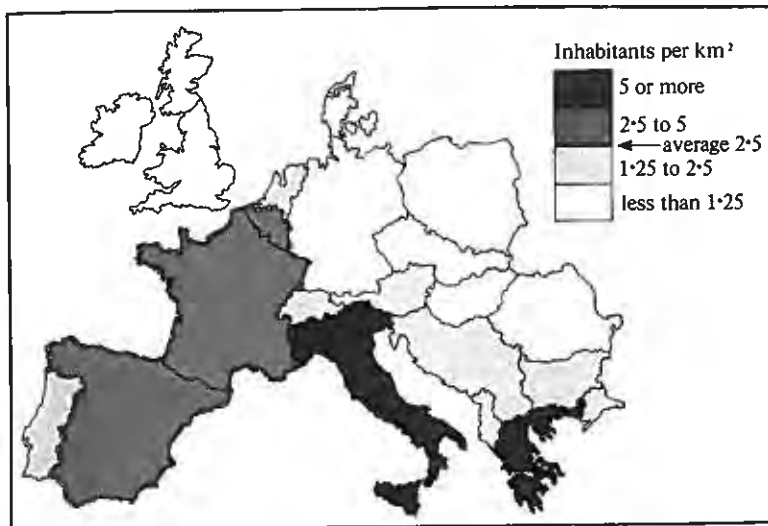 Inhabitants per km²
5 or more
2·5 to 5
average 2·5
1·25 to 2·5
less than 1·25